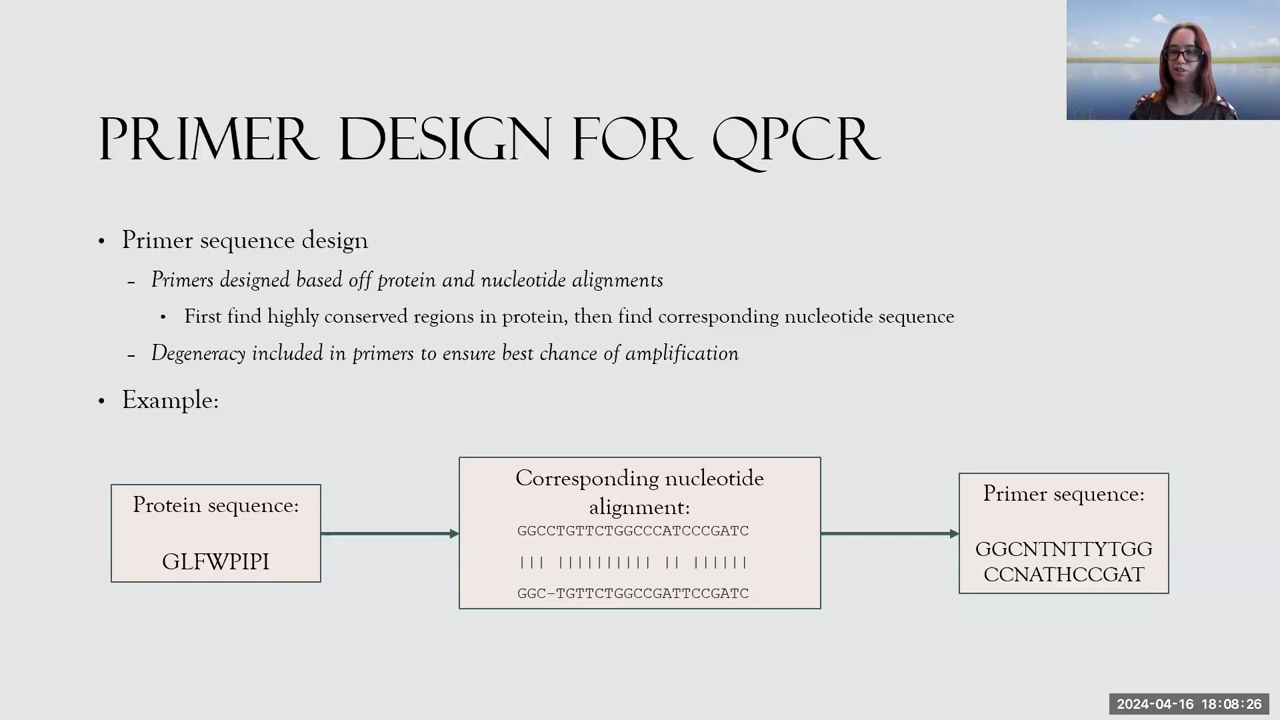 PRIMER DESIGN FOR QPCR
• Primer sequence design
– Primers designed based off protein and nucleotide alignments
• First find highly conserved regions in protein, then find corresponding nucleotide sequence
– Degeneracy included in primers to ensure best chance of amplification
• Example:
Protein sequence:
GLFWPIPI
Corresponding nucleotide
alignment:
GGCCTGTTCTGGCCCATCCCGATC
||| |||||||||| || ||||||
GGC-TGTTCTGGCCGATTCCGATC
Primer sequence:
GGCNTNTTYTGG
CCNATHCCGAT
2024-04-16 18:08:26